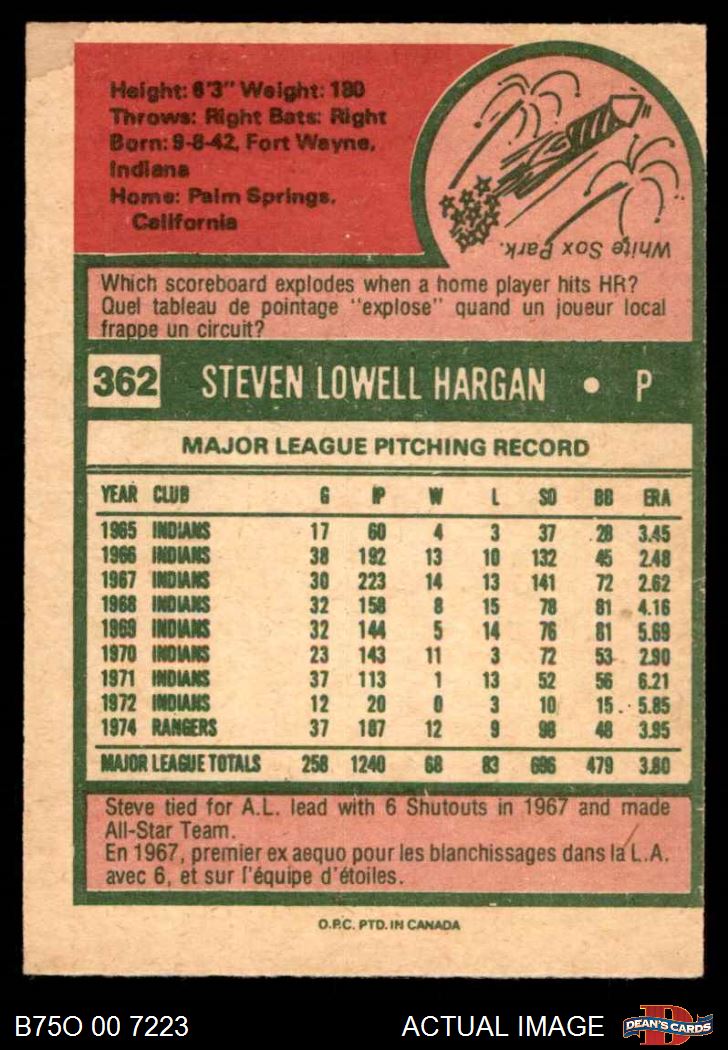 Height: 6'3" Weight: 180
Throws: Right Bats: Right
Born: 9-8-42, Fort Wayne,
Indiana
Home: Palm Springs,
California
White Sox Park.
Which scoreboard explodes when a home player hits HR?
Quel tableau de pointage "explose" quand un joueur local
frappe un circuit?
362 STEVEN LOWELL HARGAN • P
MAJOR LEAGUE PITCHING RECORD
YEAR CLUB G IP W L SO BB ERA
1965 INDIANS 17 60 4 3 37 28 3.45
1966 INDIANS 38 192 13 10 132 45 2.48
1967 INDIANS 30 223 14 13 141 72 2.62
1968 INDIANS 32 158 8 15 78 81 4.16
1969 INDIANS 32 144 5 14 76 81 5.69
1970 INDIANS 23 143 11 3 72 53 2.90
1971 INDIANS 37 113 1 13 52 56 6.21
1972 INDIANS 12 20 0 3 10 15 5.85
1974 RANGERS 37 187 12 9 98 48 3.95
MAJOR LEAGUE TOTALS 258 1240 68 83 696 479 3.80
Steve tied for A.L. lead with 6 Shutouts in 1967 and made
All-Star Team.
En 1967, premier ex aequo pour les blanchissages dans la L.A.
avec 6, et sur l'équipe d'étoiles.
O.P.C. PTD. IN CANADA
B75O 00 7223 ACTUAL IMAGE D DEAN'S CARDS